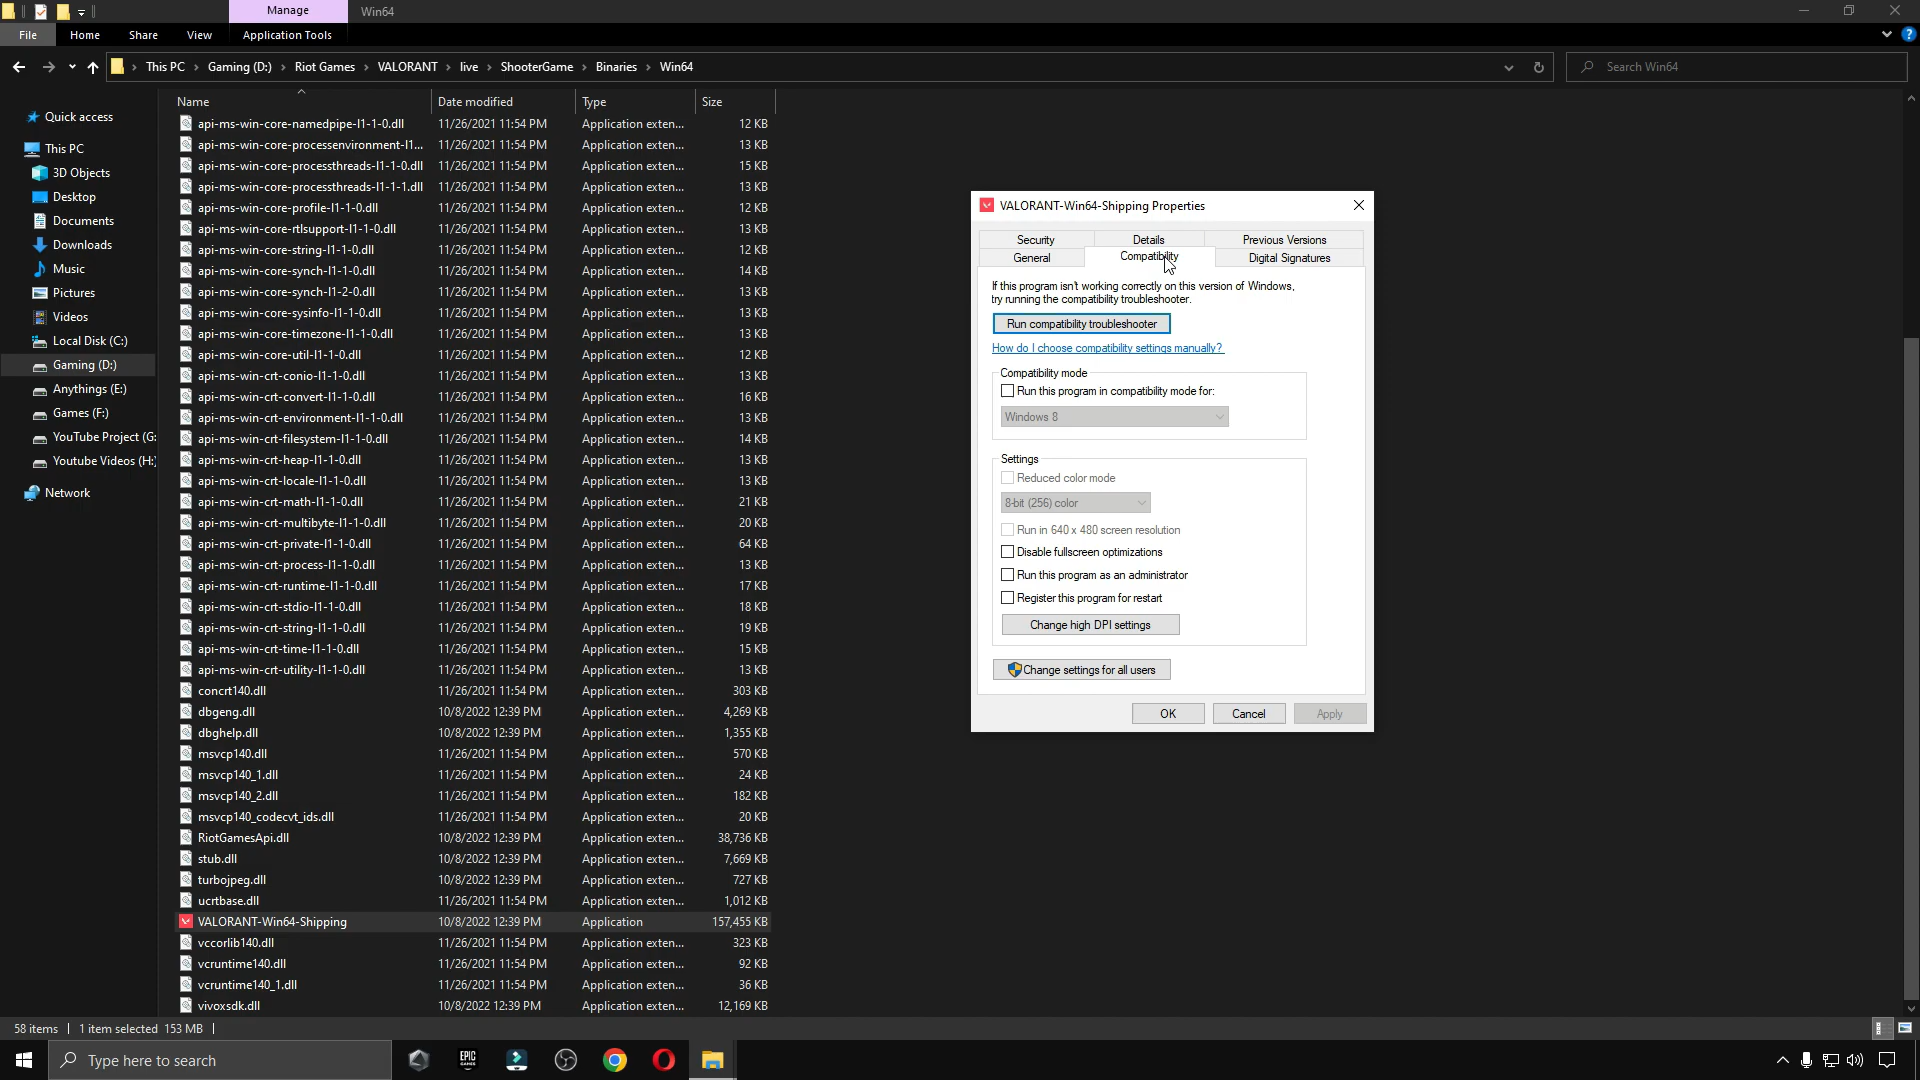 Manage
Win64
File
Home
Share
View
Application Tools
This PC
Gaming (D:)
Riot Games
VALORANT
live
ShooterGame
Binaries
Win64
Search Win64
Quick access
This PC
3D Objects
Desktop
Documents
Downloads
Music
Pictures
Videos
Local Disk (C:)
Gaming (D:)
Anythings (E:)
Games (F:)
YouTube Project (G:
Youtube Videos (H:)
Network
Name Date modified Type Size
api-ms-win-core-namedpipe-l1-1-0.dll 11/26/2021 11:54 PM Application exten... 12 KB
api-ms-win-core-processenvironment-l1... 11/26/2021 11:54 PM Application exten... 13 KB
api-ms-win-core-processthreads-l1-1-0.dll 11/26/2021 11:54 PM Application exten... 15 KB
api-ms-win-core-processthreads-l1-1-1.dll 11/26/2021 11:54 PM Application exten... 13 KB
api-ms-win-core-profile-l1-1-0.dll 11/26/2021 11:54 PM Application exten... 12 KB
api-ms-win-core-rtlsupport-l1-1-0.dll 11/26/2021 11:54 PM Application exten... 13 KB
api-ms-win-core-string-l1-1-0.dll 11/26/2021 11:54 PM Application exten... 12 KB
api-ms-win-core-synch-l1-1-0.dll 11/26/2021 11:54 PM Application exten... 14 KB
api-ms-win-core-synch-l1-2-0.dll 11/26/2021 11:54 PM Application exten... 13 KB
api-ms-win-core-sysinfo-l1-1-0.dll 11/26/2021 11:54 PM Application exten... 13 KB
api-ms-win-core-timezone-l1-1-0.dll 11/26/2021 11:54 PM Application exten... 13 KB
api-ms-win-core-util-l1-1-0.dll 11/26/2021 11:54 PM Application exten... 12 KB
api-ms-win-crt-conio-l1-1-0.dll 11/26/2021 11:54 PM Application exten... 13 KB
api-ms-win-crt-convert-l1-1-0.dll 11/26/2021 11:54 PM Application exten... 16 KB
api-ms-win-crt-environment-l1-1-0.dll 11/26/2021 11:54 PM Application exten... 13 KB
api-ms-win-crt-filesystem-l1-1-0.dll 11/26/2021 11:54 PM Application exten... 14 KB
api-ms-win-crt-heap-l1-1-0.dll 11/26/2021 11:54 PM Application exten... 13 KB
api-ms-win-crt-locale-l1-1-0.dll 11/26/2021 11:54 PM Application exten... 13 KB
api-ms-win-crt-math-l1-1-0.dll 11/26/2021 11:54 PM Application exten... 21 KB
api-ms-win-crt-multibyte-l1-1-0.dll 11/26/2021 11:54 PM Application exten... 20 KB
api-ms-win-crt-private-l1-1-0.dll 11/26/2021 11:54 PM Application exten... 64 KB
api-ms-win-crt-process-l1-1-0.dll 11/26/2021 11:54 PM Application exten... 13 KB
api-ms-win-crt-runtime-l1-1-0.dll 11/26/2021 11:54 PM Application exten... 17 KB
api-ms-win-crt-stdio-l1-1-0.dll 11/26/2021 11:54 PM Application exten... 18 KB
api-ms-win-crt-string-l1-1-0.dll 11/26/2021 11:54 PM Application exten... 19 KB
api-ms-win-crt-time-l1-1-0.dll 11/26/2021 11:54 PM Application exten... 15 KB
api-ms-win-crt-utility-l1-1-0.dll 11/26/2021 11:54 PM Application exten... 13 KB
concrt140.dll 11/26/2021 11:54 PM Application exten... 303 KB
dbgeng.dll 10/8/2022 12:39 PM Application exten... 4,269 KB
dbghelp.dll 10/8/2022 12:39 PM Application exten... 1,355 KB
msvcp140.dll 11/26/2021 11:54 PM Application exten... 570 KB
msvcp140_1.dll 11/26/2021 11:54 PM Application exten... 24 KB
msvcp140_2.dll 11/26/2021 11:54 PM Application exten... 182 KB
msvcp140_codecvt_ids.dll 11/26/2021 11:54 PM Application exten... 20 KB
RiotGamesApi.dll 10/8/2022 12:39 PM Application exten... 38,736 KB
stub.dll 10/8/2022 12:39 PM Application exten... 7,669 KB
turbojpeg.dll 10/8/2022 12:39 PM Application exten... 727 KB
ucrtbase.dll 11/26/2021 11:54 PM Application exten... 1,012 KB
VALORANT-Win64-Shipping 10/8/2022 12:39 PM Application 157,455 KB
vccorlib140.dll 11/26/2021 11:54 PM Application exten... 323 KB
vcruntime140.dll 11/26/2021 11:54 PM Application exten... 92 KB
vcruntime140_1.dll 11/26/2021 11:54 PM Application exten... 36 KB
vivoxsdk.dll 10/8/2022 12:39 PM Application exten... 12,169 KB
VALORANT-Win64-Shipping Properties
Security
Details
Previous Versions
General
Compatibility
Digital Signatures
If this program isn't working correctly on this version of Windows,
try running the compatibility troubleshooter.
Run compatibility troubleshooter
How do I choose compatibility settings manually?
Compatibility mode
Run this program in compatibility mode for:
Windows 8
Settings
Reduced color mode
8-bit (256) color
Run in 640 x 480 screen resolution
Disable fullscreen optimizations
Run this program as an administrator
Register this program for restart
Change high DPI settings
Change settings for all users
OK
Cancel
Apply
58 items
1 item selected 153 MB
Type here to search
EPIC
GAMES